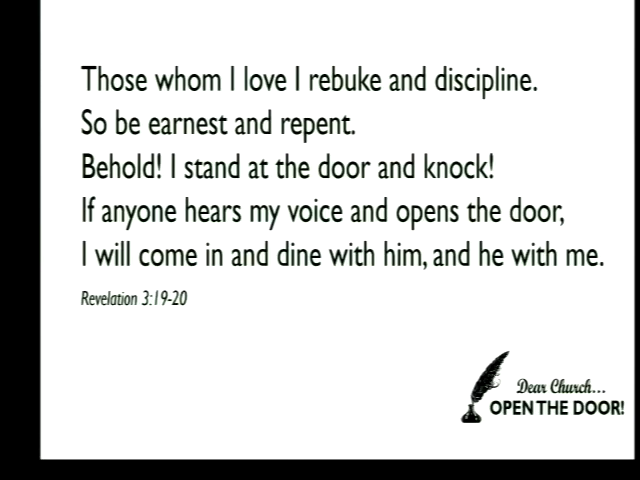 Those whom I love I rebuke and discipline.
So be earnest and repent.
Behold! I stand at the door and knock!
If anyone hears my voice and opens the door,
I will come in and dine with him, and he with me.
Revelation 3:19-20
Dear Church...
OPEN THE DOOR!